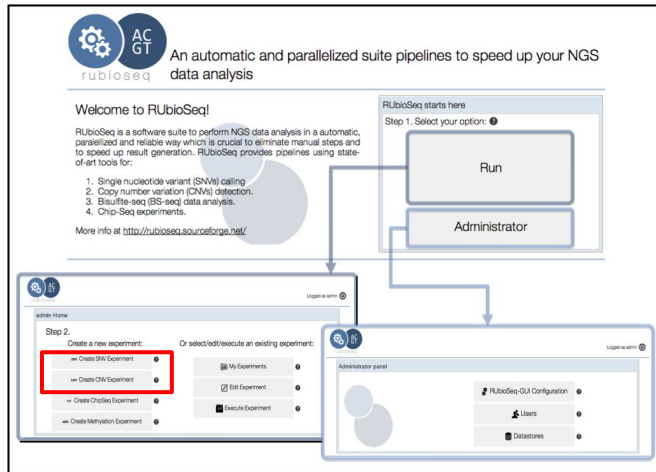 AC
GT
rubioseq
An automatic and parallelized suite pipelines to speed up your NGS
data analysis
Welcome to RUbioSeq!
RUbioSeq is a software suite to perform NGS data analysis in a automatic,
paralelized and reliable way which is crucial to eliminate manual steps and
to speed up result generation. RUbioSeq provides pipelines using state-
of-art tools for:
1. Single nucleotide variant (SNVs) calling
2. Copy number variation (CNVs) detection.
3. Bisulfite-seq (BS-seq) data analysis.
4. Chip-Seq experiments.
More info at http://rubioseq.sourceforge.net/
RUbioSeq starts here
Step 1. Select your option:
Run
Administrator
AC
GT
Logged as admin
admin Home
Step 2.
Create a new experiment:
Or select/edit/execute an existing experiment:
Create SNV Experiment
Create CNV Experiment
Create ChipSeq Experiment
Create Methylation Experiment
My Experiments
Edit Experiment
Execute Experiment
AC
GT
Logged as admin
Administrator panel
RUbioSeq-GUI Configuration
Users
Datastores